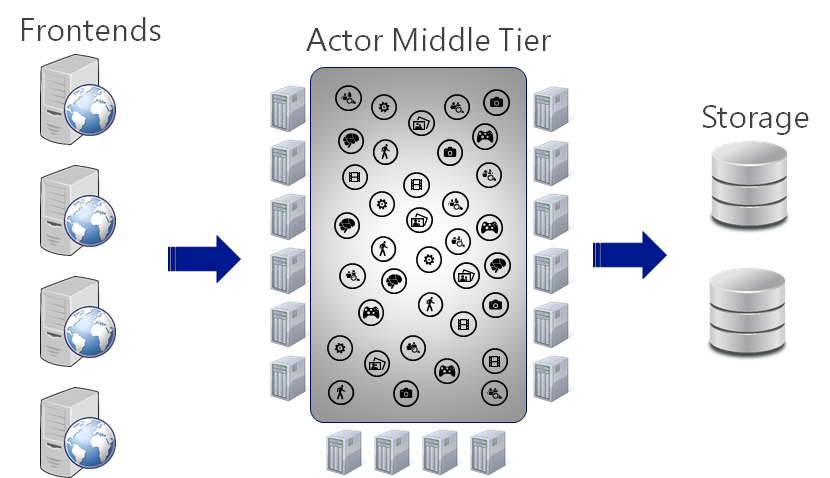 Frontends
Actor Middle Tier
Storage